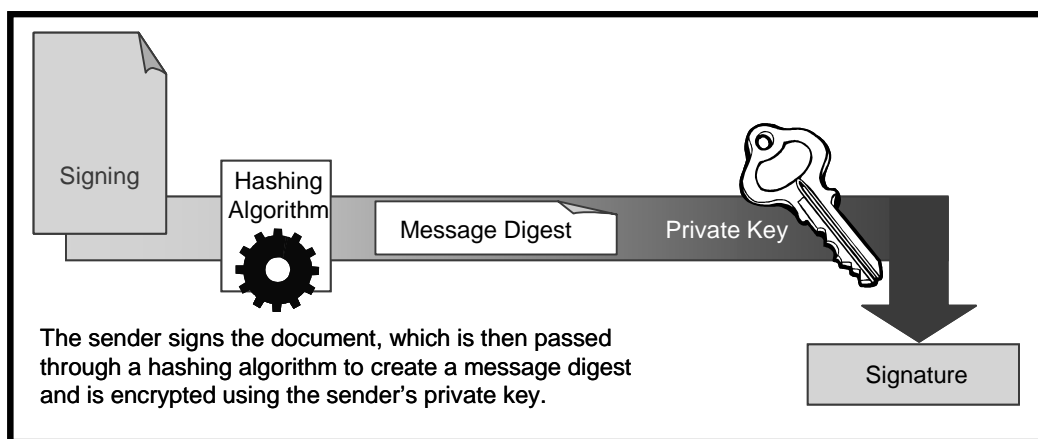 Signing
Hashing
Algorithm
Message Digest
Private Key
The sender signs the document, which is then passed
through a hashing algorithm to create a message digest
and is encrypted using the sender’s private key.
Signature